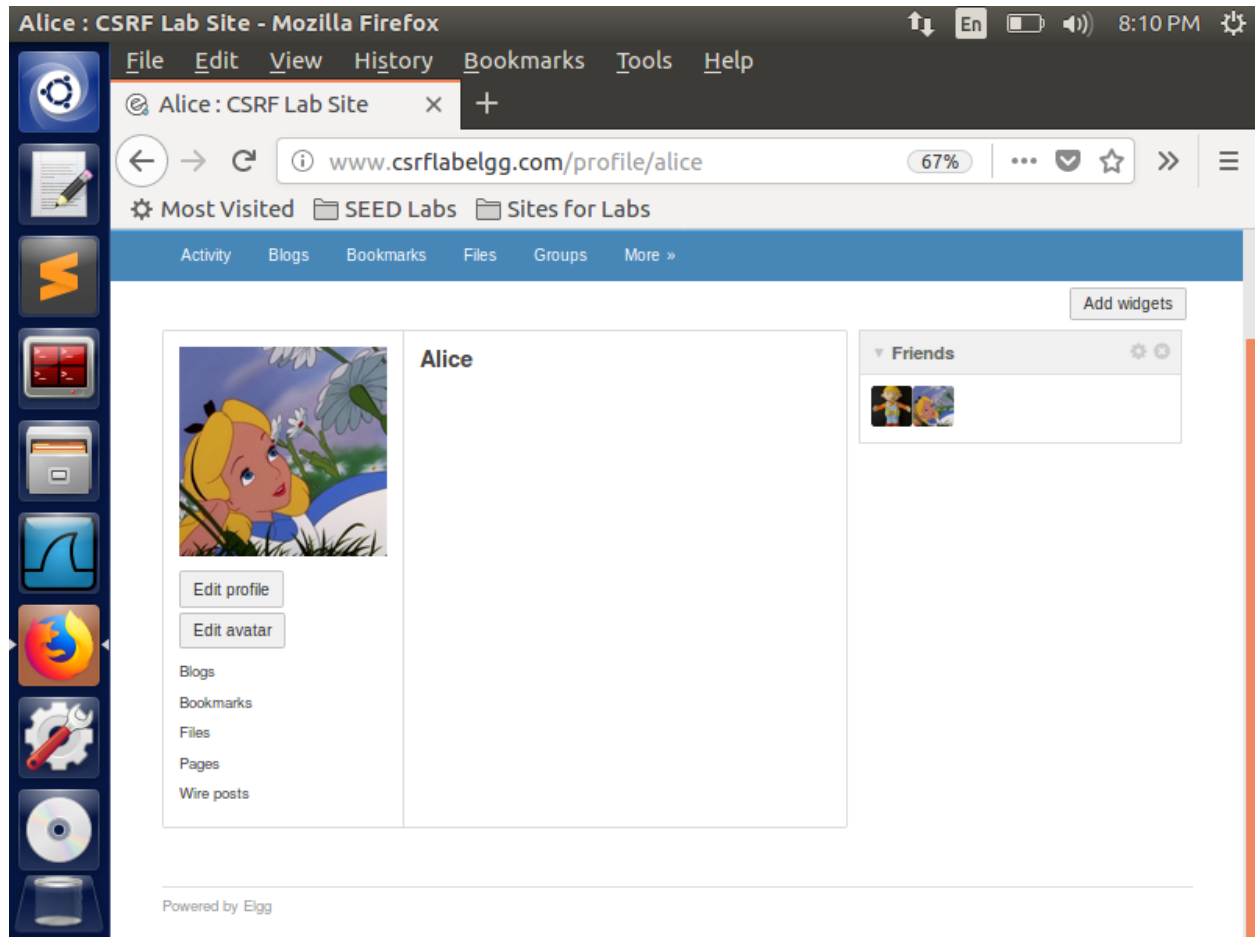 Alice : CSRF Lab Site - Mozilla Firefox En 8:10 PM
File Edit View History Bookmarks Tools Help
Alice : CSRF Lab Site
www.csrflabelgg.com/profile/alice 67%
Most Visited SEED Labs Sites for Labs
Activity Blogs Bookmarks Files Groups More »
Add widgets
Alice
Friends
Edit profile
Edit avatar
Blogs
Bookmarks
Files
Pages
Wire posts
Powered by Elgg